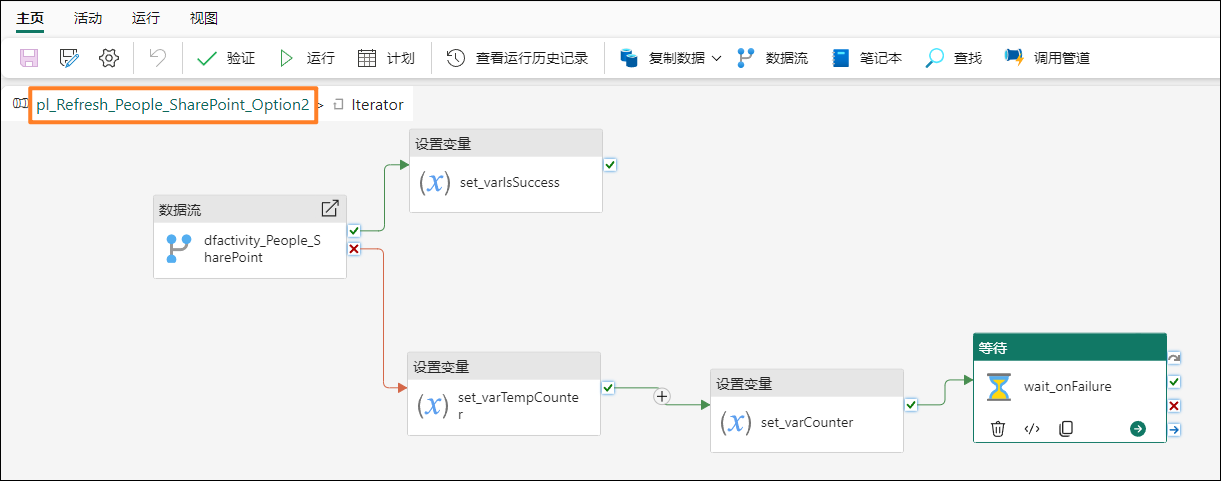 主页 活动 运行 视图
验证 运行 计划 查看运行历史记录 复制数据 数据流 笔记本 查找 调用管道
pl_Refresh_People_SharePoint_Option2 > Iterator
设置变量
(x) set_varIsSuccess
数据流
dfactivity_People_S
harePoint
设置变量
(x) set_varTempCounte
r
设置变量
(x) set_varCounter
等待
wait_onFailure